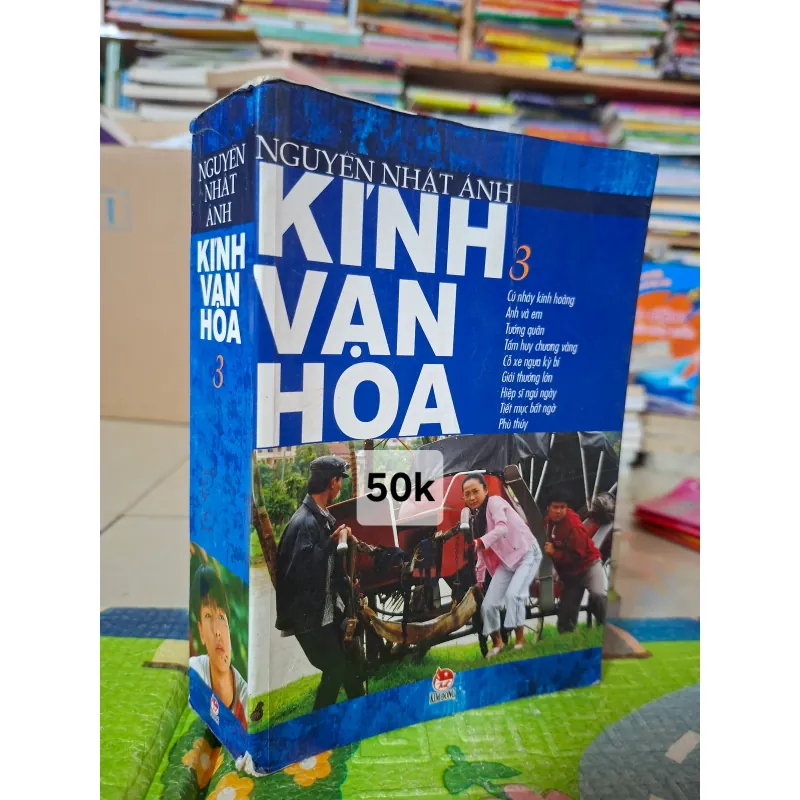 NGUYỄN
NHẬT
ÁNH
KÍNH
VẠN
HOA
3
NGUYỄN NHẬT ÁNH
KÍNH
VẠN
HOA
3
Cú nhảy kinh hoàng
Anh và em
Tướng quân
Tấm huy chương vàng
Cỗ xe ngựa kỳ bí
Giải thưởng lớn
Hiệp sĩ ngủ ngày
Tiết mục bất ngờ
Phù thủy
50k
KIM ĐỒNG